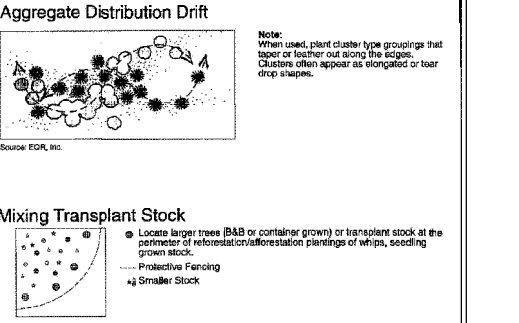 Aggregate Distribution Drift
Note:
When used, plant cluster type groupings that
taper or feather out along the edges.
Clusters often appear as elongated or tear
drop shapes.
Source: EQR, Inc.
Mixing Transplant Stock
Locate larger trees (B&B or container grown) or transplant stock at the
perimeter of reforestation/afforestation plantings of whips, seedling
grown stock.
Protective Fencing
Smaller Stock